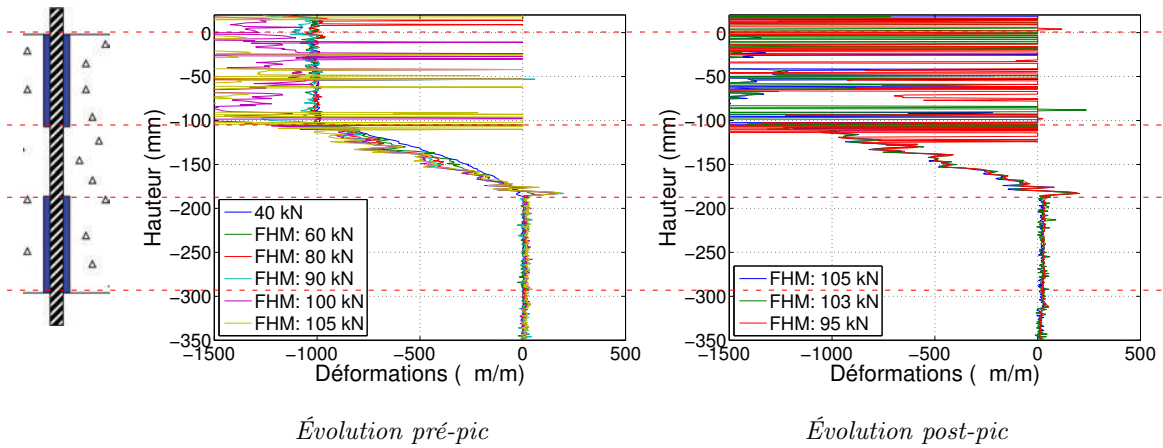 0
−50
−100
−150
−200
−250
−300
−350
Hauteur (mm)
40 kN
FHM: 60 kN
FHM: 80 kN
FHM: 90 kN
FHM: 100 kN
FHM: 105 kN
−1500 −1000 −500 0 500
Déformations ( m/m)
Évolution pré-pic
0
−50
−100
−150
−200
−250
−300
−350
Hauteur (mm)
FHM: 105 kN
FHM: 103 kN
FHM: 95 kN
−1500 −1000 −500 0 500
Déformations ( m/m)
Évolution post-pic